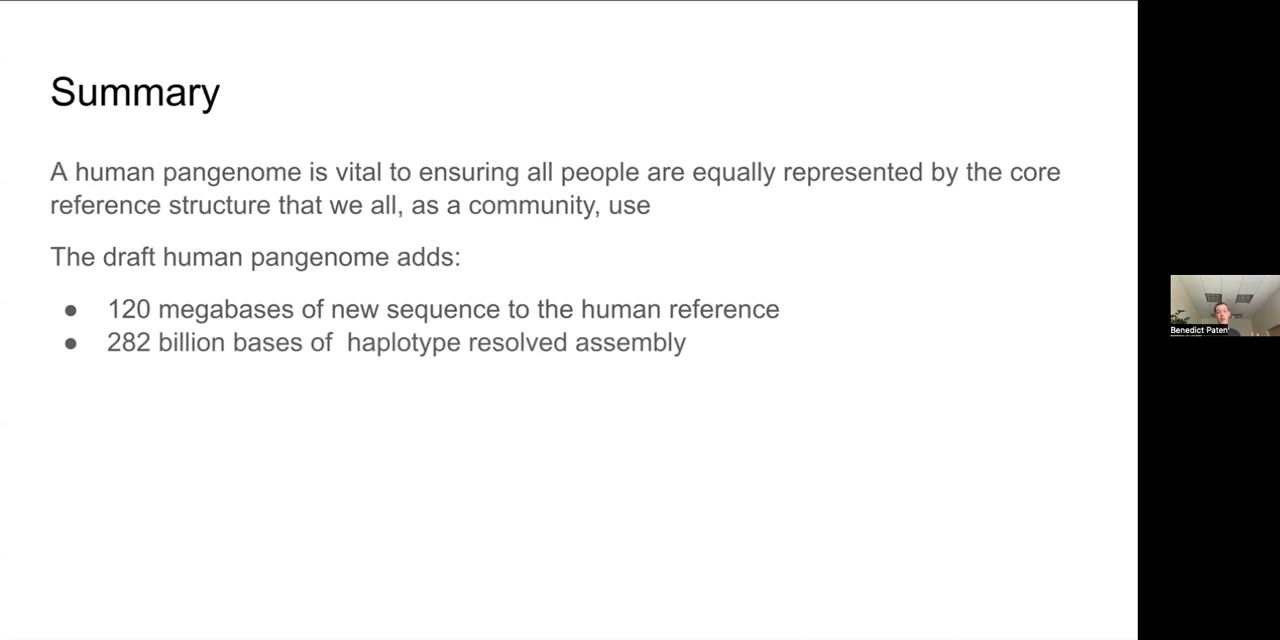 Summary
A human pangenome is vital to ensuring all people are equally represented by the core
reference structure that we all, as a community, use
The draft human pangenome adds:
● 120 megabases of new sequence to the human reference
● 282 billion bases of  haplotype resolved assembly
Benedict Paten